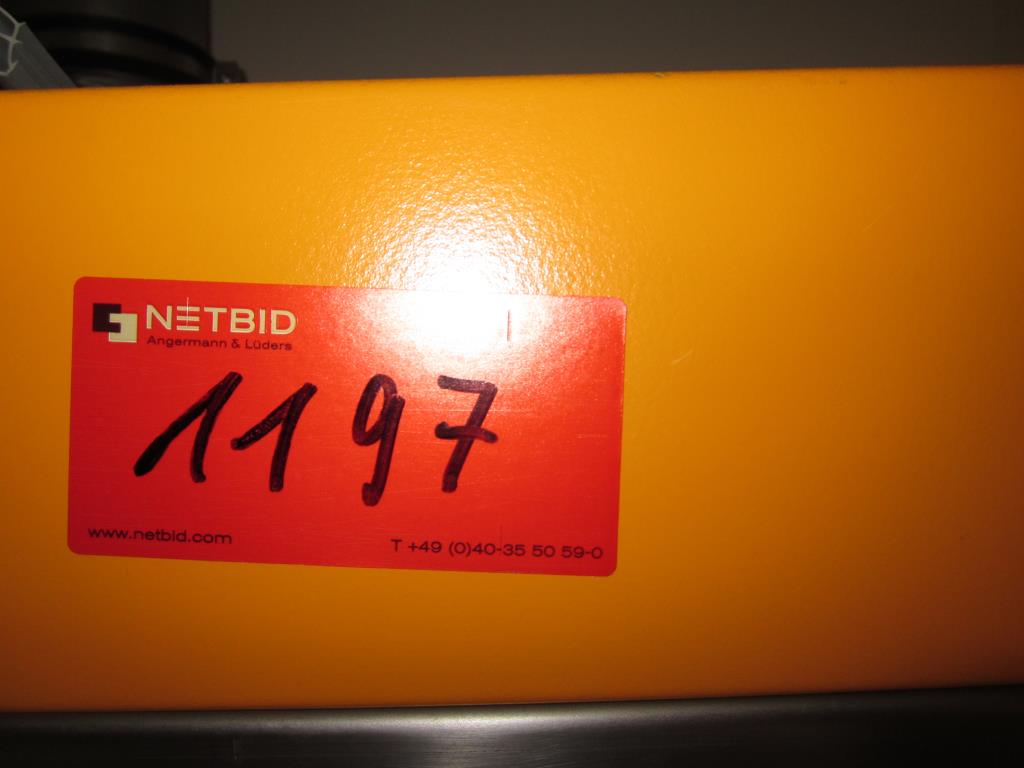 NETBID
Angermann & Lüders
1197
www.netbid.com
T +49 (0)40-35 50 59-0